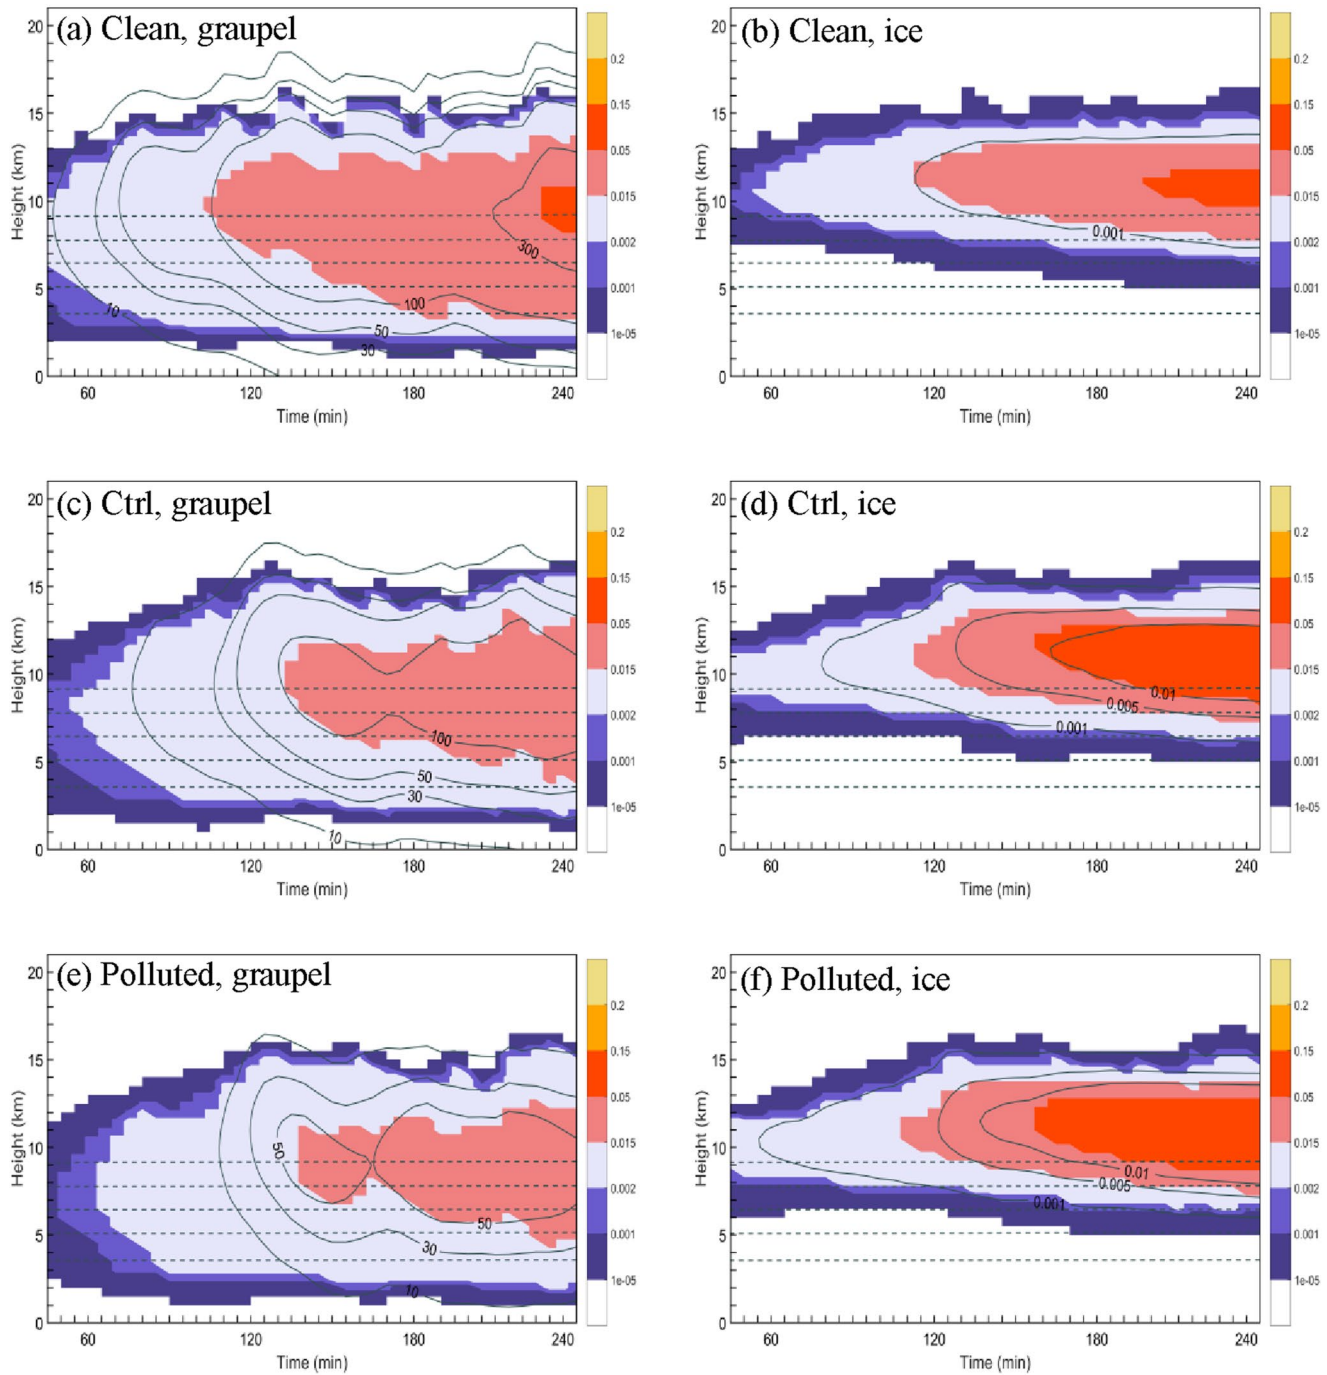 (a) Clean, graupel
20
15
10
5
0
Height (km)
60 120 180 240
Time (min)
10 30 50 100 300
0.2
0.15
0.05
0.015
0.002
0.001
1e-05
(b) Clean, ice
20
15
10
5
0
Height (km)
60 120 180 240
Time (min)
0.001
0.2
0.15
0.05
0.015
0.002
0.001
1e-05
(c) Ctrl, graupel
20
15
10
5
0
Height (km)
60 120 180 240
Time (min)
100
50
30
10
0.2
0.15
0.05
0.015
0.002
0.001
1e-05
(d) Ctrl, ice
20
15
10
5
0
Height (km)
60 120 180 240
Time (min)
0.01
0.005
0.001
0.2
0.15
0.05
0.015
0.002
0.001
1e-05
(e) Polluted, graupel
20
15
10
5
0
Height (km)
60 120 180 240
Time (min)
50
50
30
10
0.2
0.15
0.05
0.015
0.002
0.001
1e-05
(f) Polluted, ice
20
15
10
5
0
Height (km)
60 120 180 240
Time (min)
0.01
0.005
0.001
0.2
0.15
0.05
0.015
0.002
0.001
1e-05